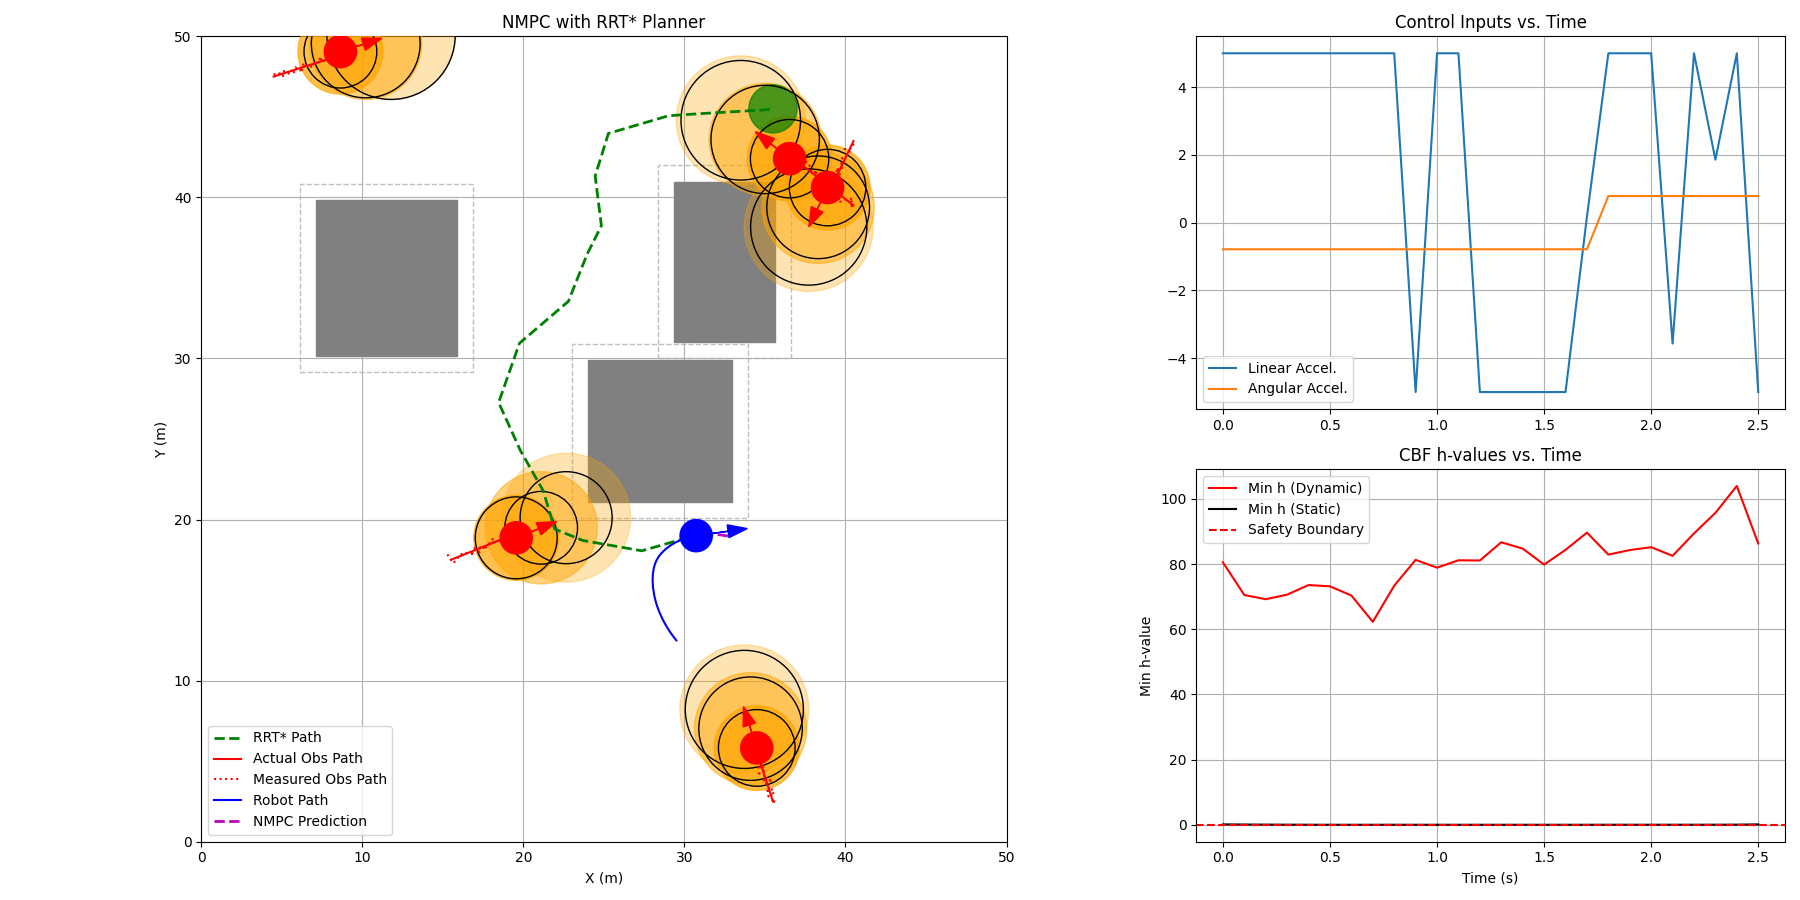 NMPC with RRT* Planner
50
40
30
20
10
0
0 10 20 30 40 50
Y (m)
X (m)
RRT* Path
Actual Obs Path
Measured Obs Path
Robot Path
NMPC Prediction
Control Inputs vs. Time
4
2
0
−2
−4
Linear Accel.
Angular Accel.
0.0 0.5 1.0 1.5 2.0 2.5
CBF h-values vs. Time
100
80
60
40
20
0
Min h-value
Min h (Dynamic)
Min h (Static)
Safety Boundary
0.0 0.5 1.0 1.5 2.0 2.5
Time (s)